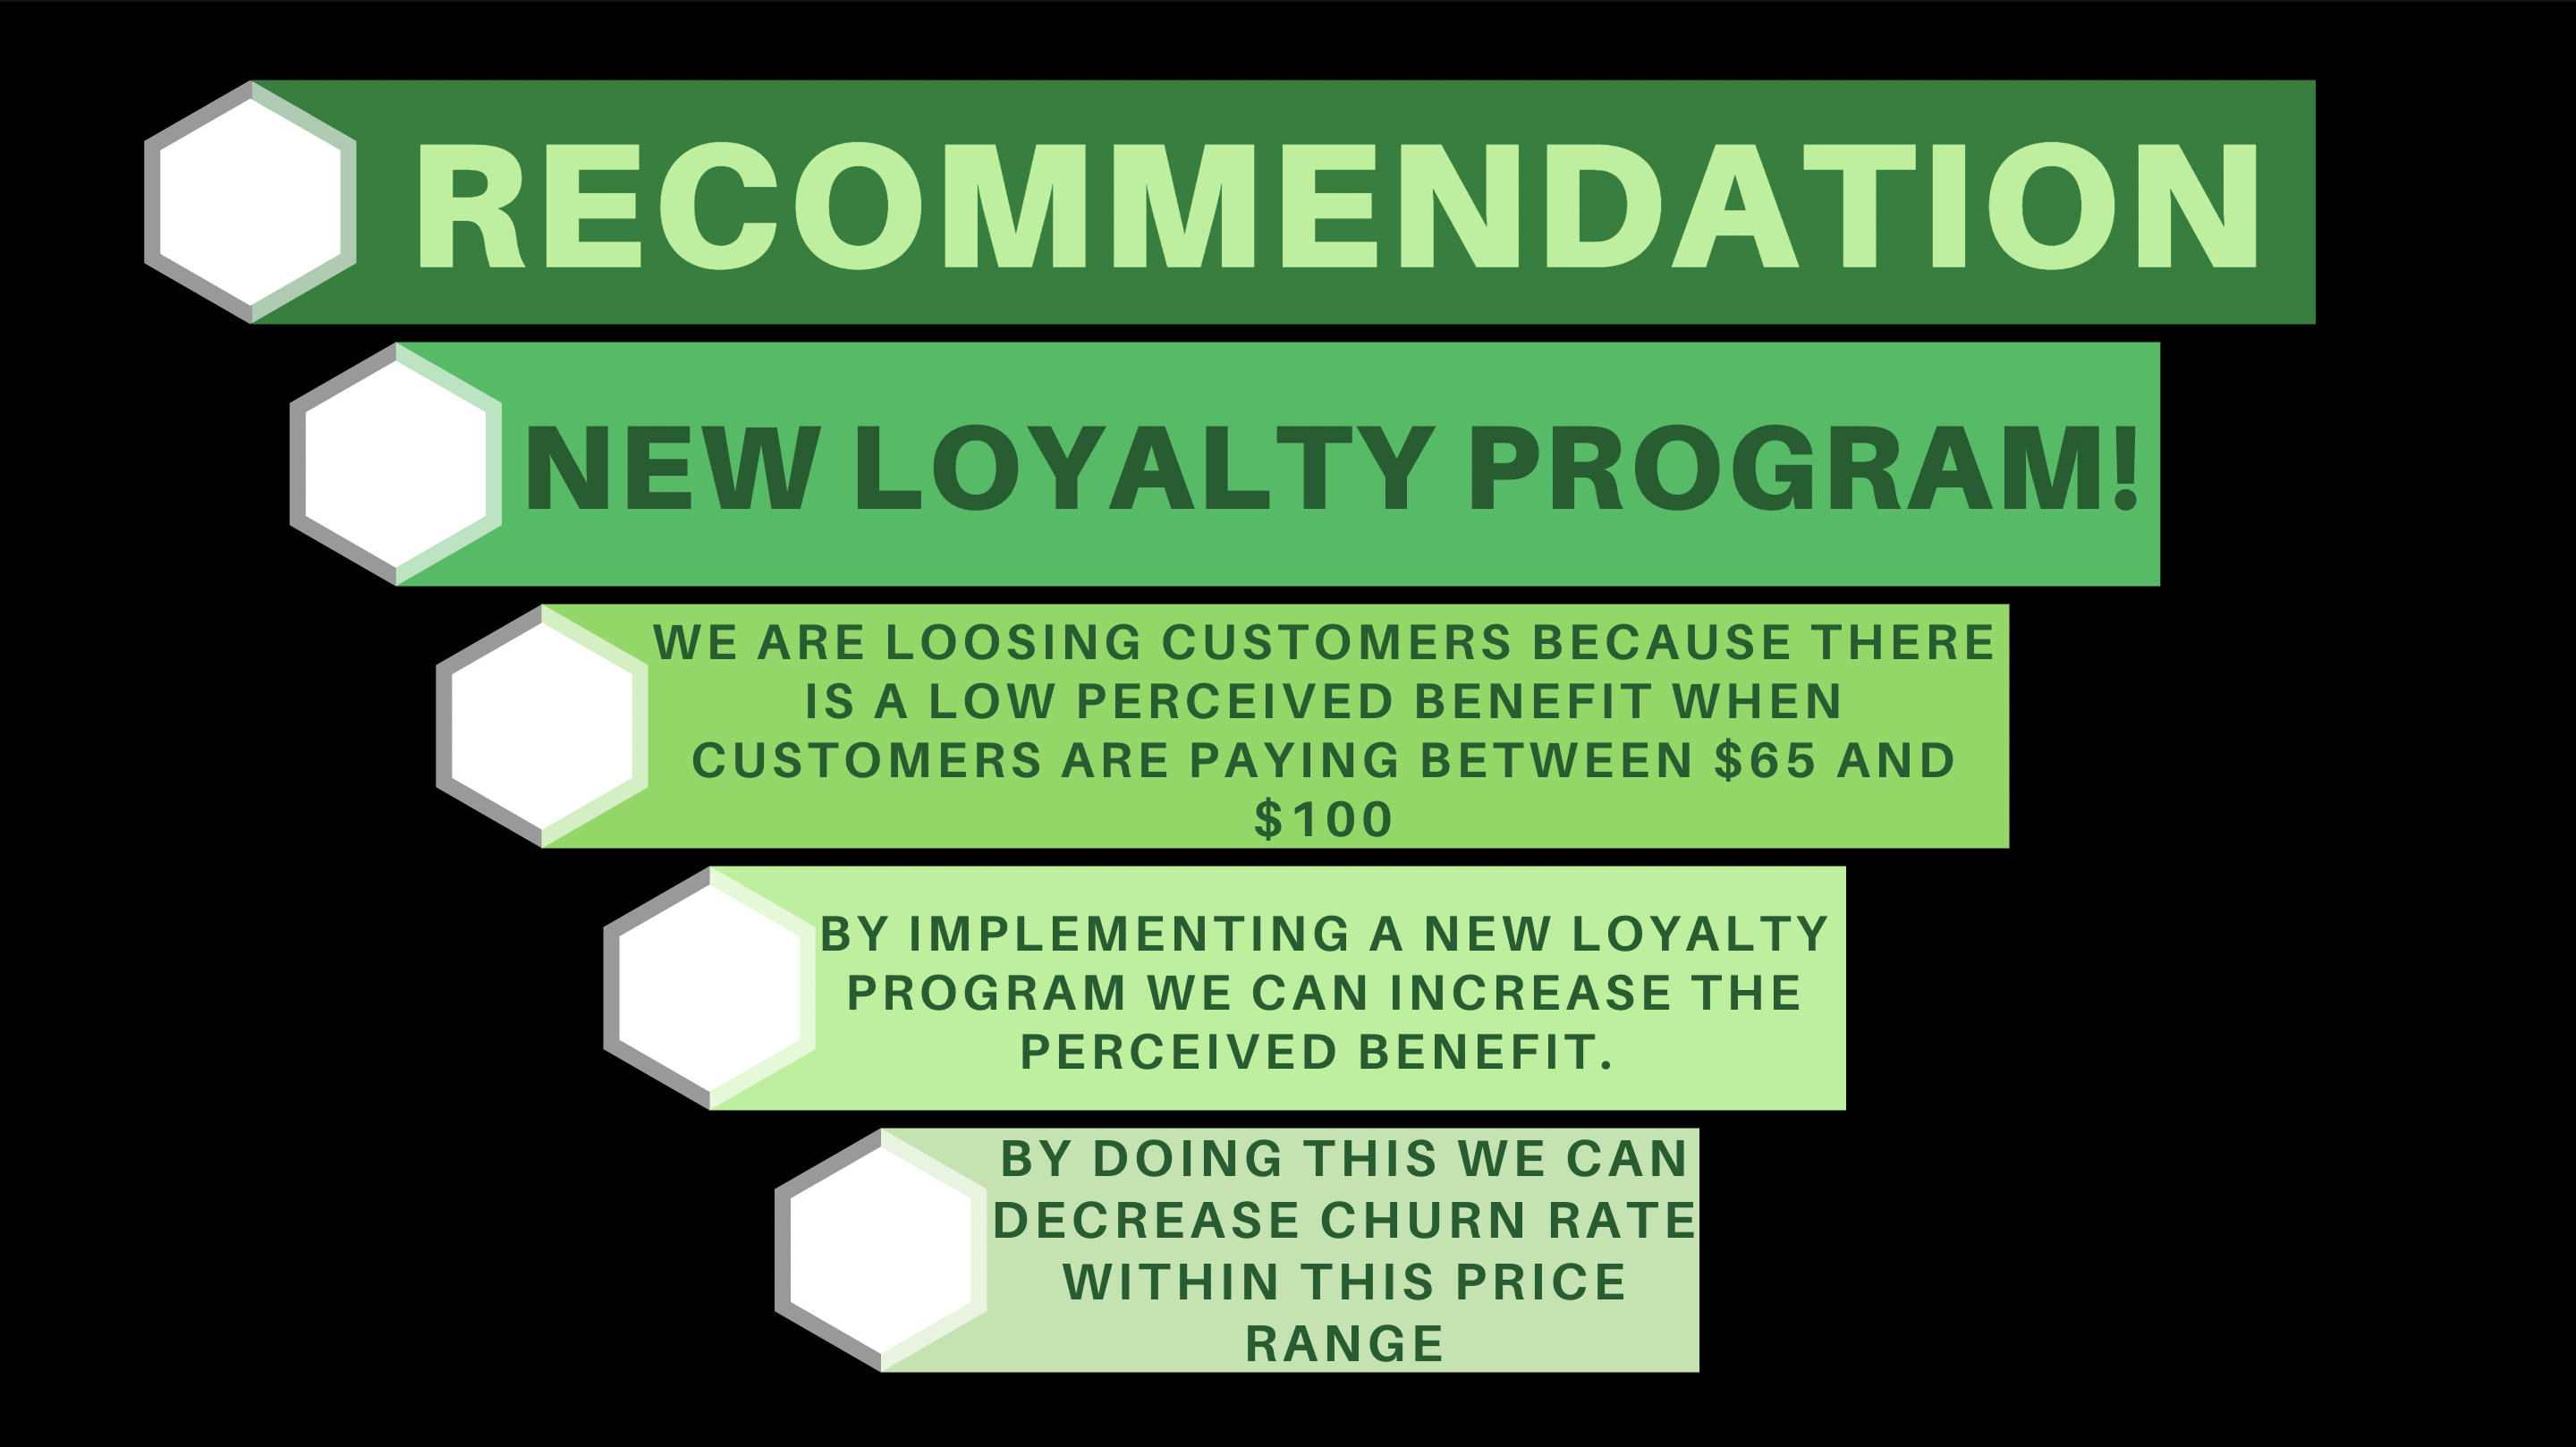 RECOMMENDATION
NEW LOYALTY PROGRAM!
WE ARE LOOSING CUSTOMERS BECAUSE THERE
IS A LOW PERCEIVED BENEFIT WHEN
CUSTOMERS ARE PAYING BETWEEN $65 AND
$100
BY IMPLEMENTING A NEW LOYALTY
PROGRAM WE CAN INCREASE THE
PERCEIVED BENEFIT.
BY DOING THIS WE CAN
DECREASE CHURN RATE
WITHIN THIS PRICE
RANGE